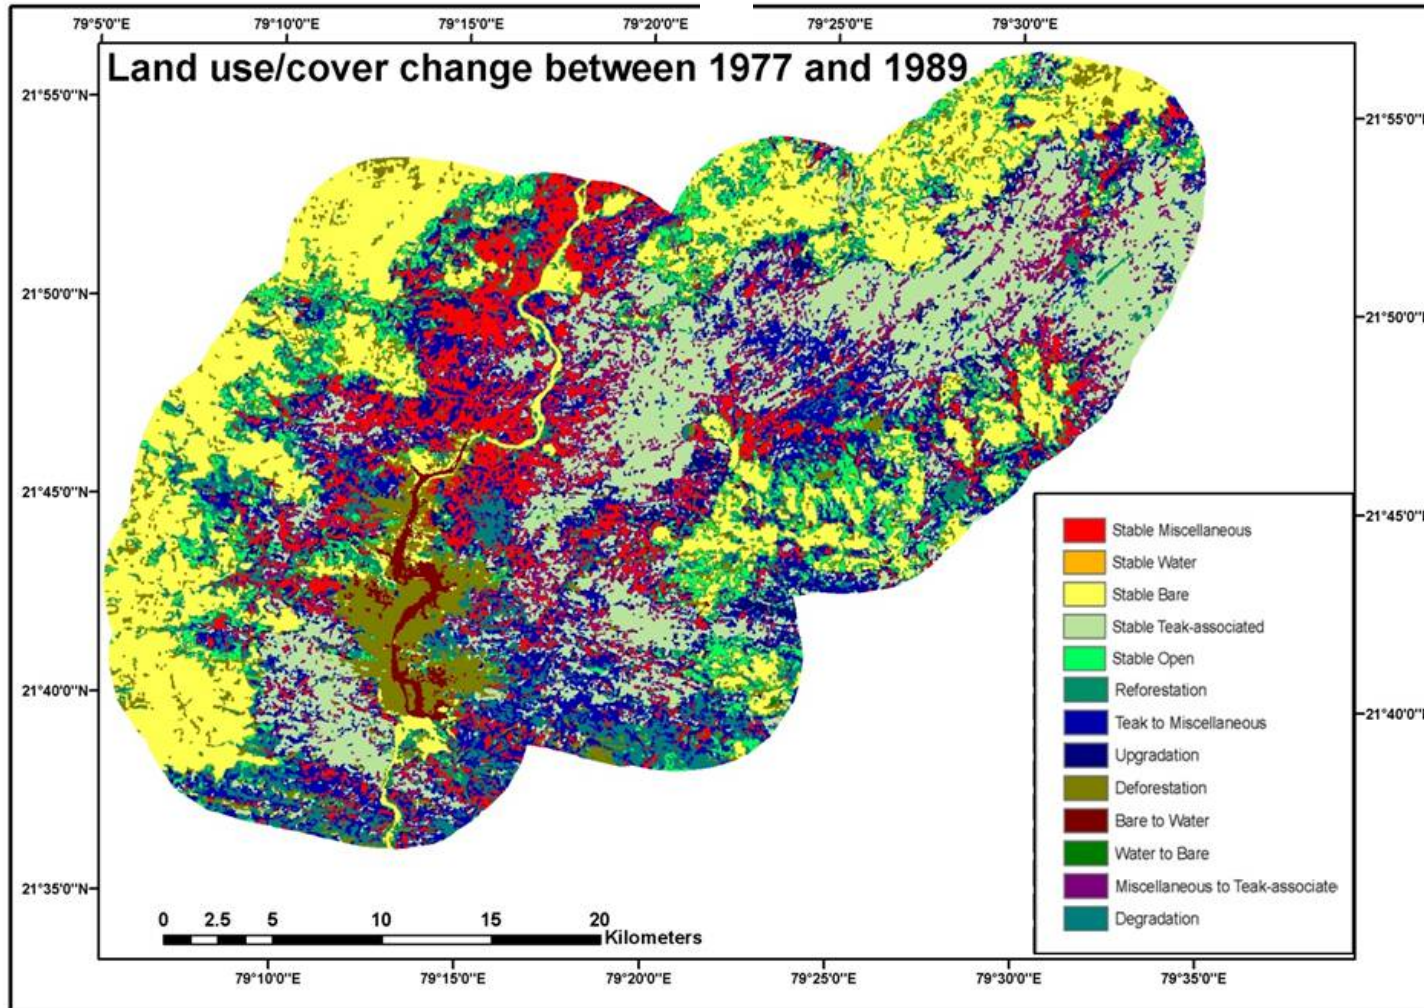 79°5'0"E 79°10'0"E 79°15'0"E 79°20'0"E 79°25'0"E 79°30'0"E
Land use/cover change between 1977 and 1989
21°55'0"N
21°55'0"N
21°50'0"N
21°50'0"N
21°45'0"N
21°45'0"N
21°40'0"N
21°40'0"N
21°35'0"N
Stable Miscellaneous
Stable Water
Stable Bare
Stable Teak-associated
Stable Open
Reforestation
Teak to Miscellaneous
Upgradation
Deforestation
Bare to Water
Water to Bare
Miscellaneous to Teak-associate
Degradation
0 2.5 5 10 15 20
Kilometers
79°10'0"E 79°15'0"E 79°20'0"E 79°25'0"E 79°30'0"E 79°35'0"E